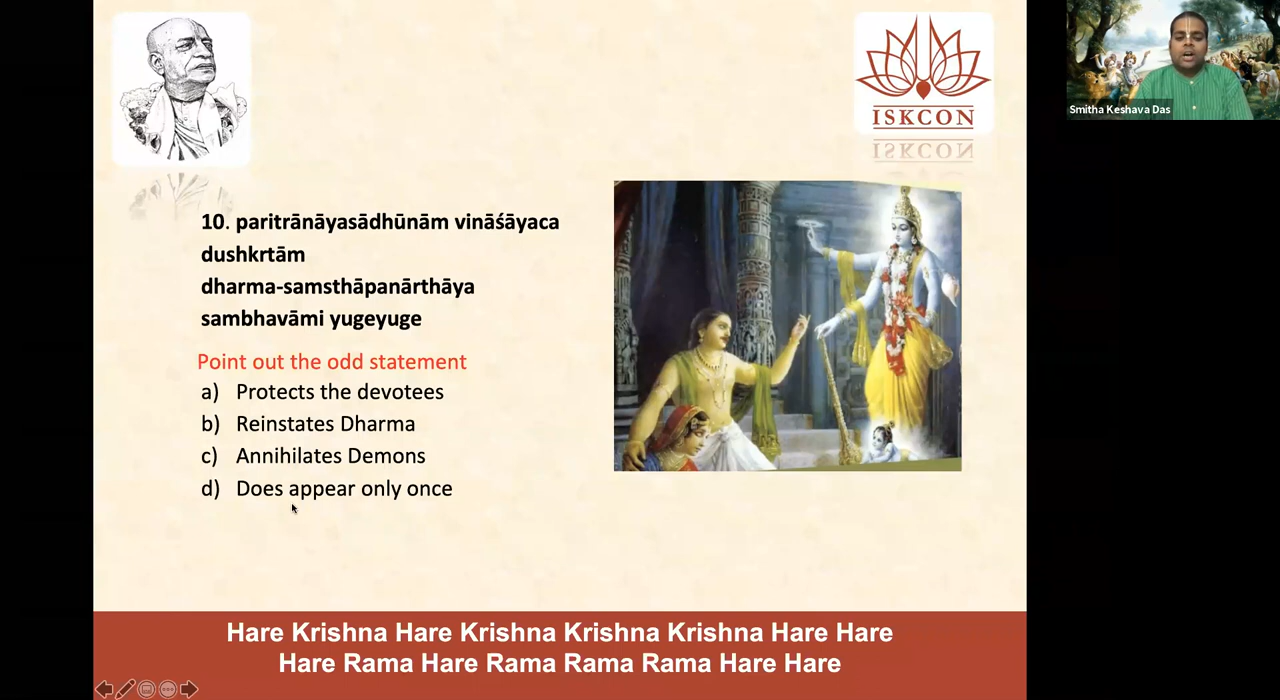 ISKCON
Smitha Keshava Das
10. paritrānāyasādhūnām vināśāyaca
dushkrtām
dharma-samsthāpanārthāya
sambhavāmi yugeyuge
Point out the odd statement
a) Protects the devotees
b) Reinstates Dharma
c) Annihilates Demons
d) Does appear only once
Hare Krishna Hare Krishna Krishna Krishna Hare Hare
Hare Rama Hare Rama Rama Rama Hare Hare